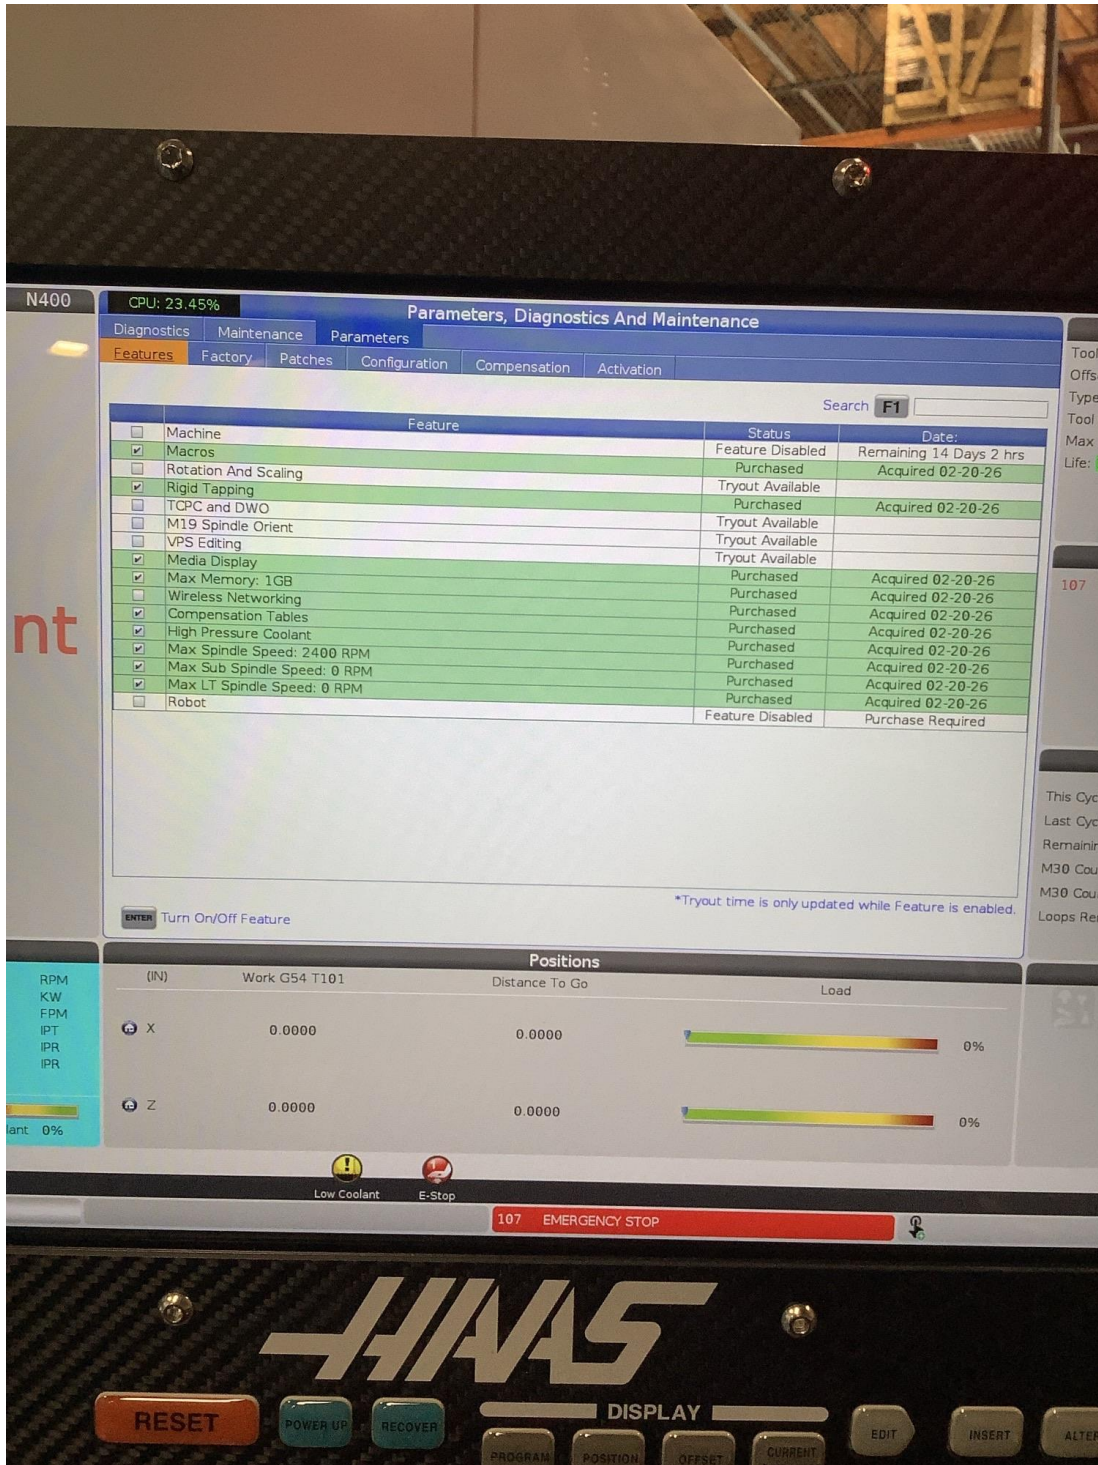 N400
CPU: 23.45%
Parameters, Diagnostics And Maintenance
Diagnostics Maintenance Parameters
Features Factory Patches Configuration Compensation Activation
Search F1
Feature Status Date:
Machine Feature Disabled Remaining 14 Days 2 hrs
Macros Purchased Acquired 02-20-26
Rotation And Scaling Tryout Available
Rigid Tapping Purchased Acquired 02-20-26
TCPC and DWO Tryout Available
M19 Spindle Orient Tryout Available
VPS Editing Tryout Available
Media Display Purchased Acquired 02-20-26
Max Memory: 1GB Purchased Acquired 02-20-26
Wireless Networking Purchased Acquired 02-20-26
Compensation Tables Purchased Acquired 02-20-26
High Pressure Coolant Purchased Acquired 02-20-26
Max Spindle Speed: 2400 RPM Purchased Acquired 02-20-26
Max Sub Spindle Speed: 0 RPM Purchased Acquired 02-20-26
Max LT Spindle Speed: 0 RPM Purchased Acquired 02-20-26
Robot Feature Disabled Purchase Required
*Tryout time is only updated while Feature is enabled.
ENTER Turn On/Off Feature
nt
Tool
Offs
Type
Tool
Max
Life:
107
This Cyc
Last Cyc
Remainin
M30 Cou
M30 Cou
Loops Re
RPM
KW
FPM
IPT
IPR
IPR
lant 0%
Positions
(IN) Work G54 T101 Distance To Go Load
X 0.0000 0.0000 0%
Z 0.0000 0.0000 0%
Low Coolant E-Stop
107 EMERGENCY STOP
HAAS
RESET POWER UP RECOVER
DISPLAY
PROGRAM POSITION OFFSET CURRENT
EDIT INSERT ALTER